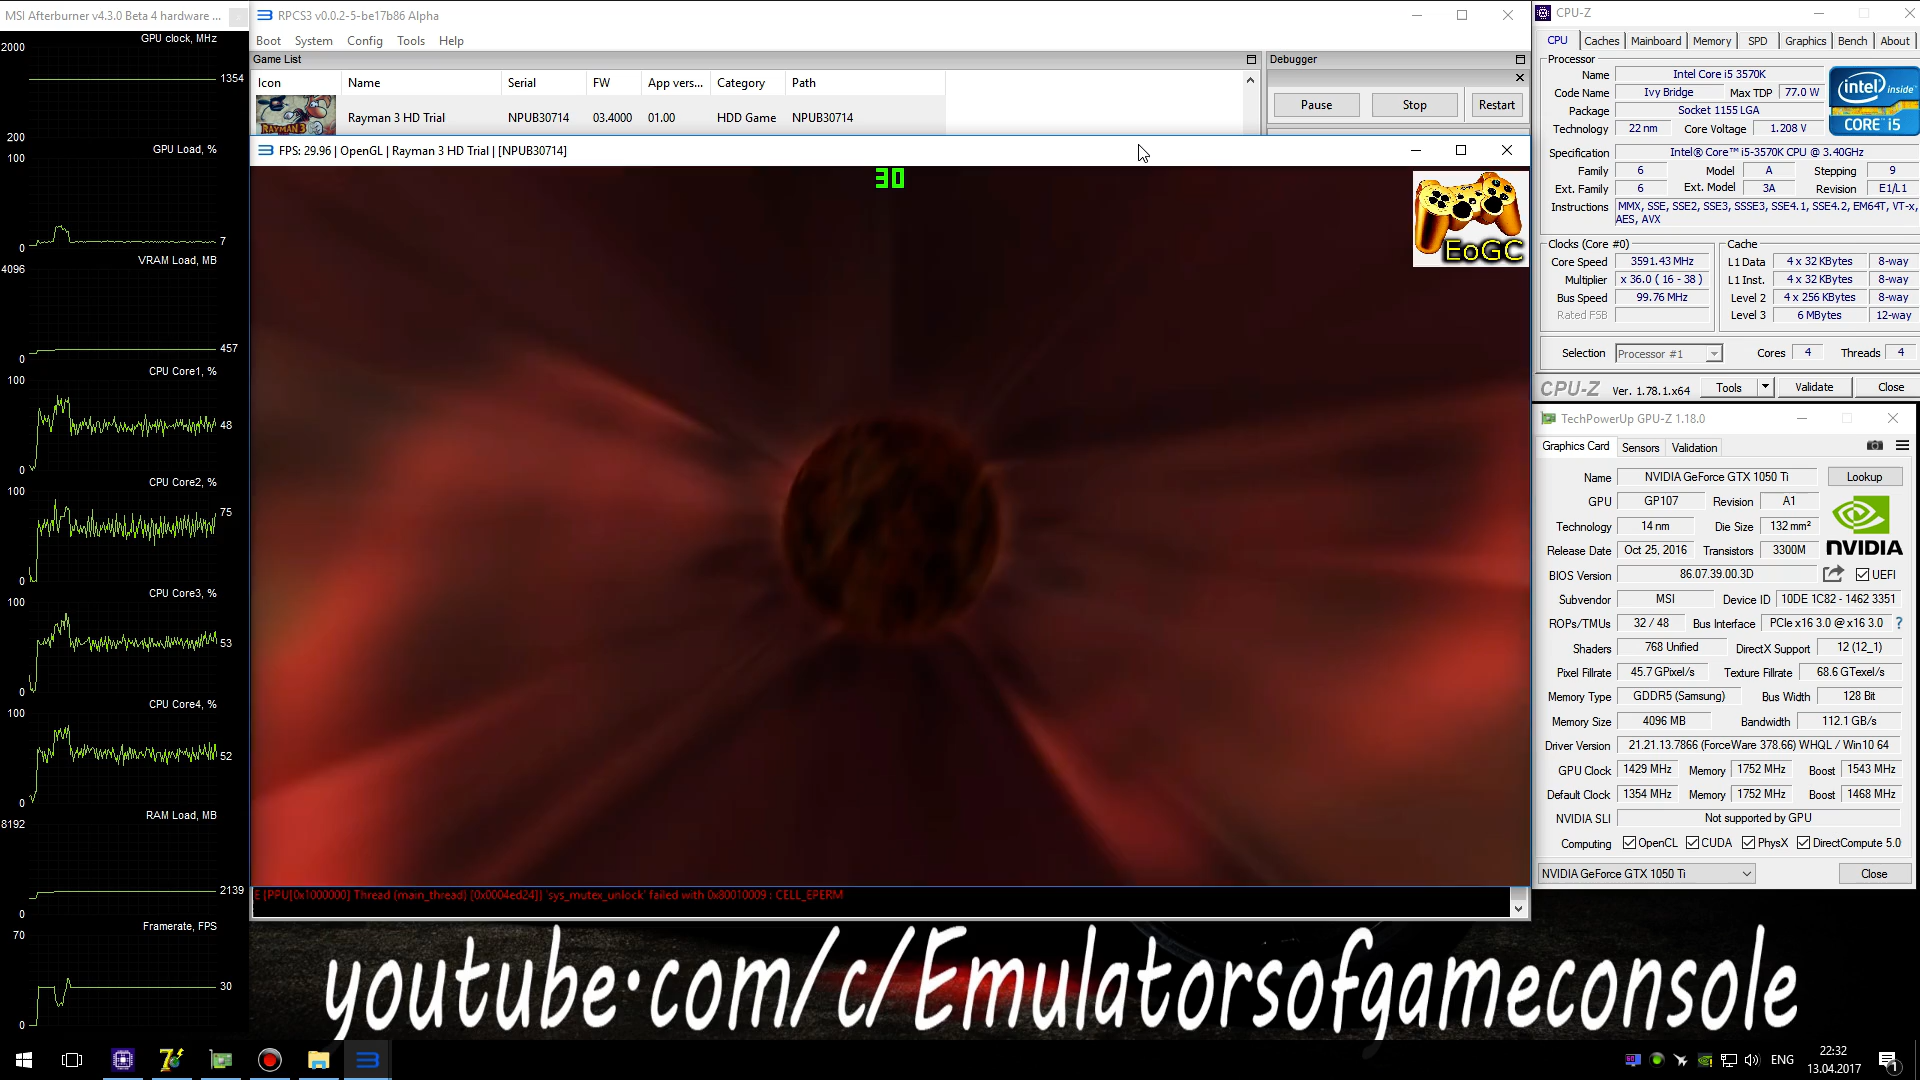 MSI Afterburner v4.3.0 Beta 4 hardware ...
GPU clock, MHz
2000
1354
200
GPU Load, %
100
7
0
VRAM Load, MB
4096
457
0
CPU Core1, %
100
48
0
CPU Core2, %
100
75
0
CPU Core3, %
100
53
0
CPU Core4, %
100
52
0
RAM Load, MB
8192
2139
0
Framerate, FPS
70
30
0
RPCS3 v0.0.2-5-be17b86 Alpha
Boot System Config Tools Help
Game List
Icon Name Serial FW App vers... Category Path
RAYMAN 3
Rayman 3 HD Trial NPUB30714 03.4000 01.00 HDD Game NPUB30714
Debugger
Pause Stop Restart
FPS: 29.96 | OpenGL | Rayman 3 HD Trial | [NPUB30714]
30
EoGC
E {PPU[0x1000000] Thread (main_thread) [0x0004ed24]} 'sys_mutex_unlock' failed with 0x80010009 : CELL_EPERM
youtube.com/c/Emulatorsofgameconsole
CPU-Z
CPU Caches Mainboard Memory SPD Graphics Bench About
Processor
Name Intel Core i5 3570K
Code Name Ivy Bridge Max TDP 77.0 W
Package Socket 1155 LGA
Technology 22 nm Core Voltage 1.208 V
intel inside
CORE i5
Specification Intel® Core™ i5-3570K CPU @ 3.40GHz
Family 6 Model A Stepping 9
Ext. Family 6 Ext. Model 3A Revision E1/L1
Instructions MMX, SSE, SSE2, SSE3, SSSE3, SSE4.1, SSE4.2, EM64T, VT-x,
AES, AVX
Clocks (Core #0)
Core Speed 3591.43 MHz
Multiplier x 36.0 ( 16 - 38 )
Bus Speed 99.76 MHz
Rated FSB
Cache
L1 Data 4 x 32 KBytes 8-way
L1 Inst. 4 x 32 KBytes 8-way
Level 2 4 x 256 KBytes 8-way
Level 3 6 MBytes 12-way
Selection Processor #1 Cores 4 Threads 4
CPU-Z Ver. 1.78.1.x64 Tools Validate Close
TechPowerUp GPU-Z 1.18.0
Graphics Card Sensors Validation
Name NVIDIA GeForce GTX 1050 Ti Lookup
GPU GP107 Revision A1
Technology 14 nm Die Size 132 mm²
Release Date Oct 25, 2016 Transistors 3300M
NVIDIA
BIOS Version 86.07.39.00.3D UEFI
Subvendor MSI Device ID 10DE 1C82 - 1462 3351
ROPs/TMUs 32 / 48 Bus Interface PCIe x16 3.0 @ x16 3.0 ?
Shaders 768 Unified DirectX Support 12 (12_1)
Pixel Fillrate 45.7 GPixel/s Texture Fillrate 68.6 GTexel/s
Memory Type GDDR5 (Samsung) Bus Width 128 Bit
Memory Size 4096 MB Bandwidth 112.1 GB/s
Driver Version 21.21.13.7866 (ForceWare 378.66) WHQL / Win10 64
GPU Clock 1429 MHz Memory 1752 MHz Boost 1543 MHz
Default Clock 1354 MHz Memory 1752 MHz Boost 1468 MHz
NVIDIA SLI Not supported by GPU
Computing OpenCL CUDA PhysX DirectCompute 5.0
NVIDIA GeForce GTX 1050 Ti Close
ENG
22:32
13.04.2017
1